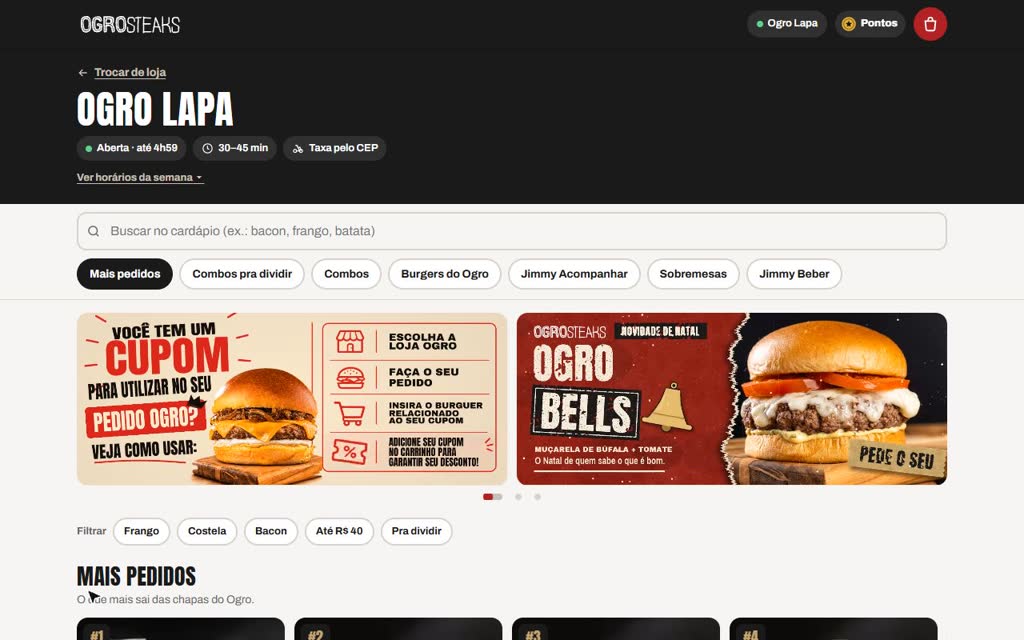 OGROSTEAKS
Ogro Lapa
Pontos
Trocar de loja
OGRO LAPA
Aberta · até 4h59
30–45 min
Taxa pelo CEP
Ver horários da semana
Buscar no cardápio (ex.: bacon, frango, batata)
Mais pedidos
Combos pra dividir
Combos
Burgers do Ogro
Jimmy Acompanhar
Sobremesas
Jimmy Beber
VOCÊ TEM UM
CUPOM
PARA UTILIZAR NO SEU
PEDIDO OGRO?
VEJA COMO USAR:
ESCOLHA A
LOJA OGRO
FAÇA O SEU
PEDIDO
INSIRA O BURGUER
RELACIONADO
AO SEU CUPOM
%
ADICIONE SEU CUPOM
NO CARRINHO PARA
GARANTIR SEU DESCONTO!
OGROSTEAKS
NOVIDADE DE NATAL
OGRO
BELLS
MUÇARELA DE BÚFALA + TOMATE
O Natal de quem sabe o que é bom.
PEDE O SEU
Filtrar
Frango
Costela
Bacon
Até R$ 40
Pra dividir
MAIS PEDIDOS
O que mais sai das chapas do Ogro.
#1
#2
#3
#4